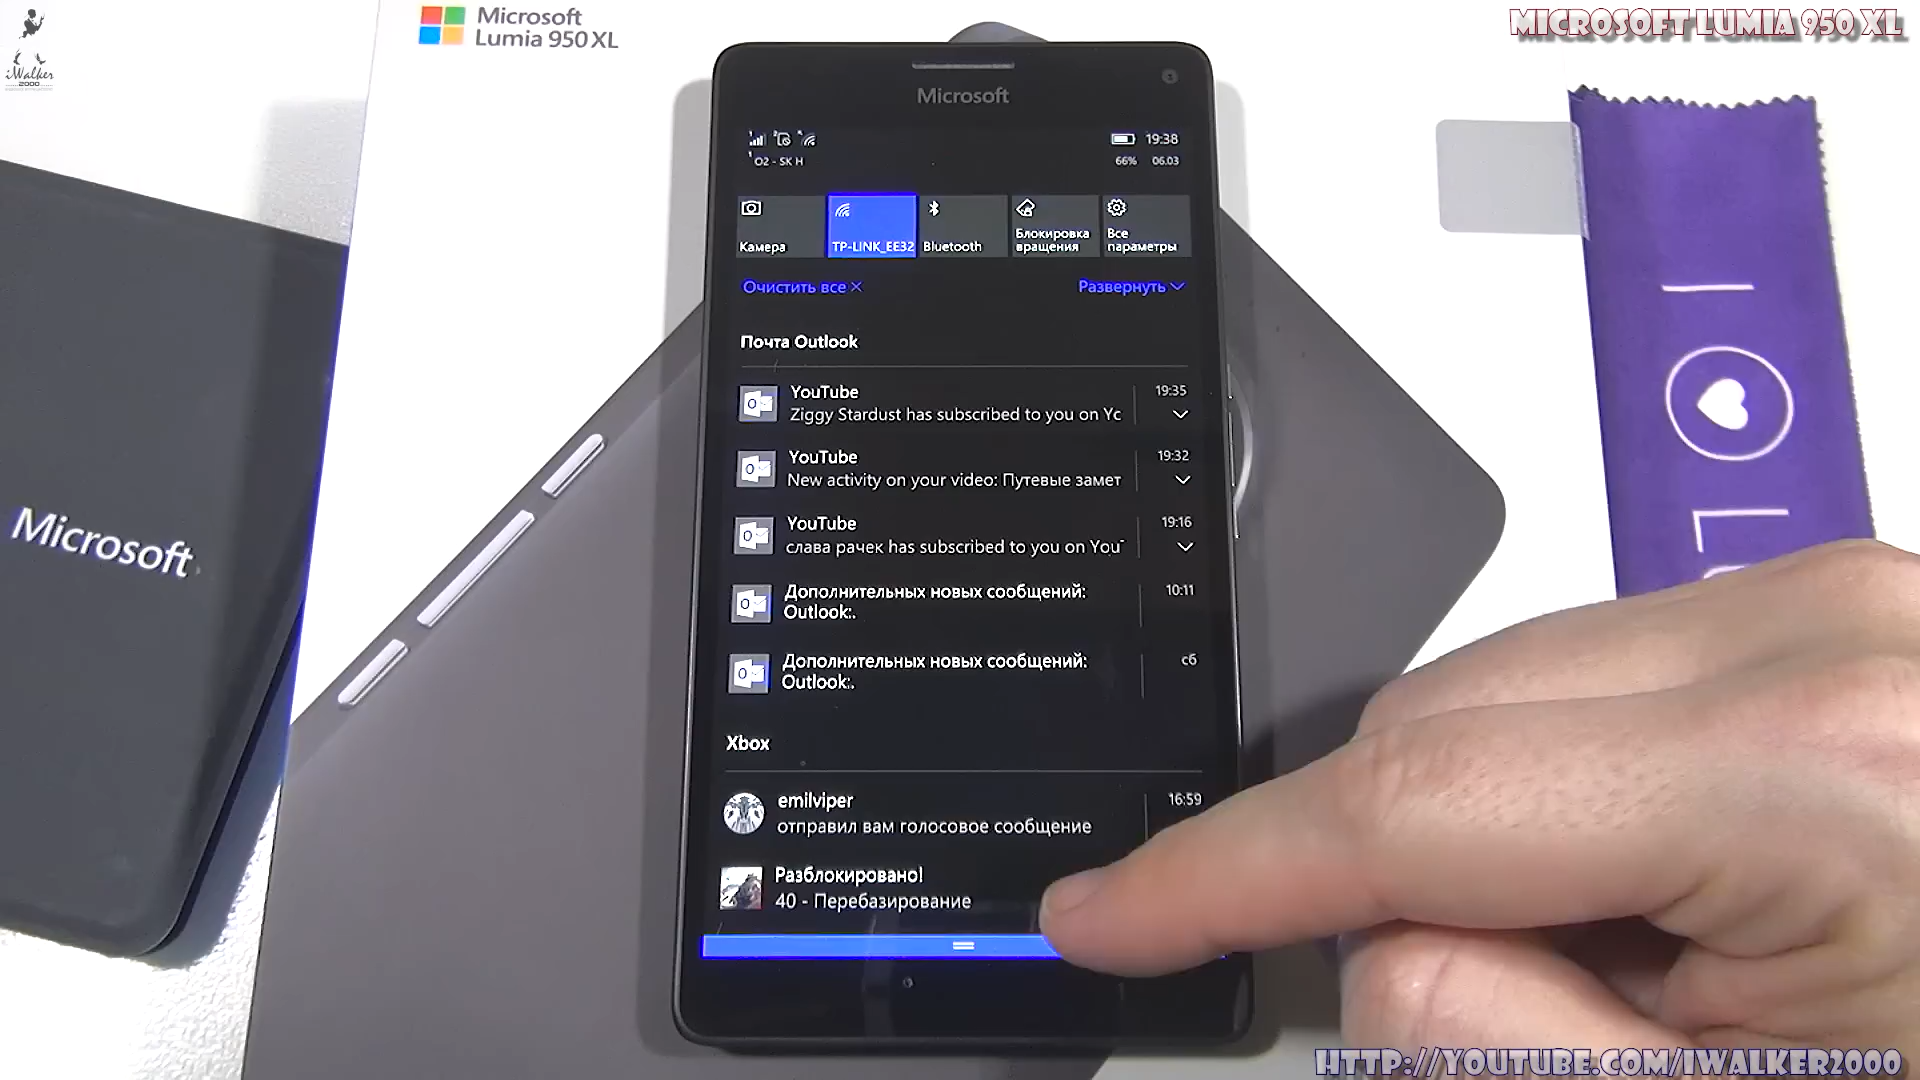 iWalker
2000
Microsoft
Lumia 950 XL
MICROSOFT LUMIA 950 XL
Microsoft
Microsoft
19:38
O2 - SK H
66%
06.03
Камера
TP-LINK_EE32
Bluetooth
Блокировка
вращения
Все
параметры
Очистить все
Развернуть
Почта Outlook
YouTube
19:35
Ziggy Stardust has subscribed to you on Yc
YouTube
19:32
New activity on your video: Путевые замет
YouTube
19:16
слава рачек has subscribed to you on You
Дополнительных новых сообщений:
10:11
Outlook:.
Дополнительных новых сообщений:
сб
Outlook:.
Xbox
emilviper
16:59
отправил вам голосовое сообщение
Разблокировано!
40 - Перебазирование
I
L
HTTP://YOUTUBE.COM/IWALKER2000